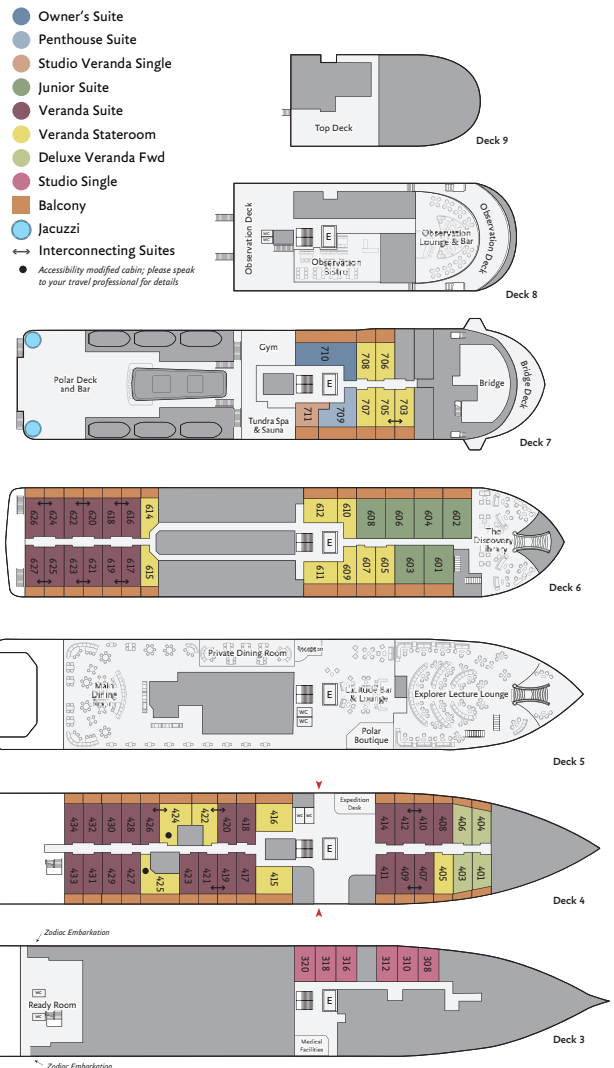 Owner's Suite
Penthouse Suite
Studio Veranda Single
Junior Suite
Veranda Suite
Veranda Stateroom
Deluxe Veranda Fwd
Studio Single
Balcony
Jacuzzi
Interconnecting Suites
Accessibility modified cabin; please speak
to your travel professional for details
Top Deck
Deck 9
Observation Deck
WC
WC
E
Observation
Bistro
Observation
Lounge & Bar
Observation Deck
Deck 8
Polar Deck
and Bar
Gym
Tundra Spa
& Sauna
E
710
708
706
711
709
707
705
703
Bridge
Bridge Deck
Deck 7
626
624
622
620
618
616
614
612
610
608
606
604
602
627
625
623
621
619
617
615
611
609
607
605
603
601
E
The
Discovery
Library
Deck 6
Main
Dining
Private Dining Room
Reception
WC
WC
E
& Lounge
Polar
Boutique
Explorer Lecture Lounge
Deck 5
434
432
430
428
426
424
422
420
418
416
WC
WC
Expedition
Desk
414
412
410
408
406
404
433
431
429
427
425
423
421
419
417
415
E
411
409
407
405
403
401
Deck 4
Zodiac Embarkation
WC
Ready Room
WC
320
318
316
312
310
308
E
Medical
Facilities
Deck 3
Zodiac Embarkation